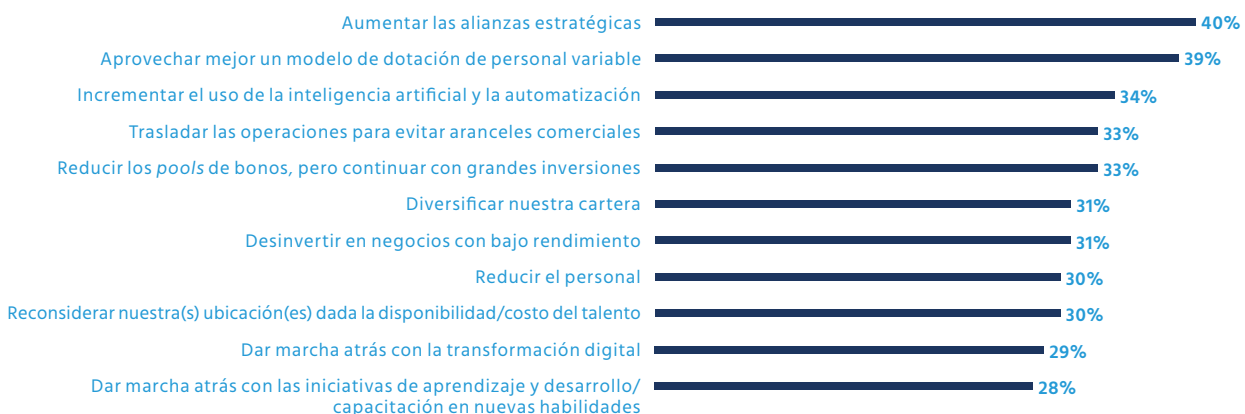 Aumentar las alianzas estratégicas 40%
Aprovechar mejor un modelo de dotación de personal variable 39%
Incrementar el uso de la inteligencia artificial y la automatización 34%
Trasladar las operaciones para evitar aranceles comerciales 33%
Reducir los pools de bonos, pero continuar con grandes inversiones 33%
Diversificar nuestra cartera 31%
Desinvertir en negocios con bajo rendimiento 31%
Reducir el personal 30%
Reconsiderar nuestra(s) ubicación(es) dada la disponibilidad/costo del talento 30%
Dar marcha atrás con la transformación digital 29%
Dar marcha atrás con las iniciativas de aprendizaje y desarrollo/ 28%
capacitación en nuevas habilidades